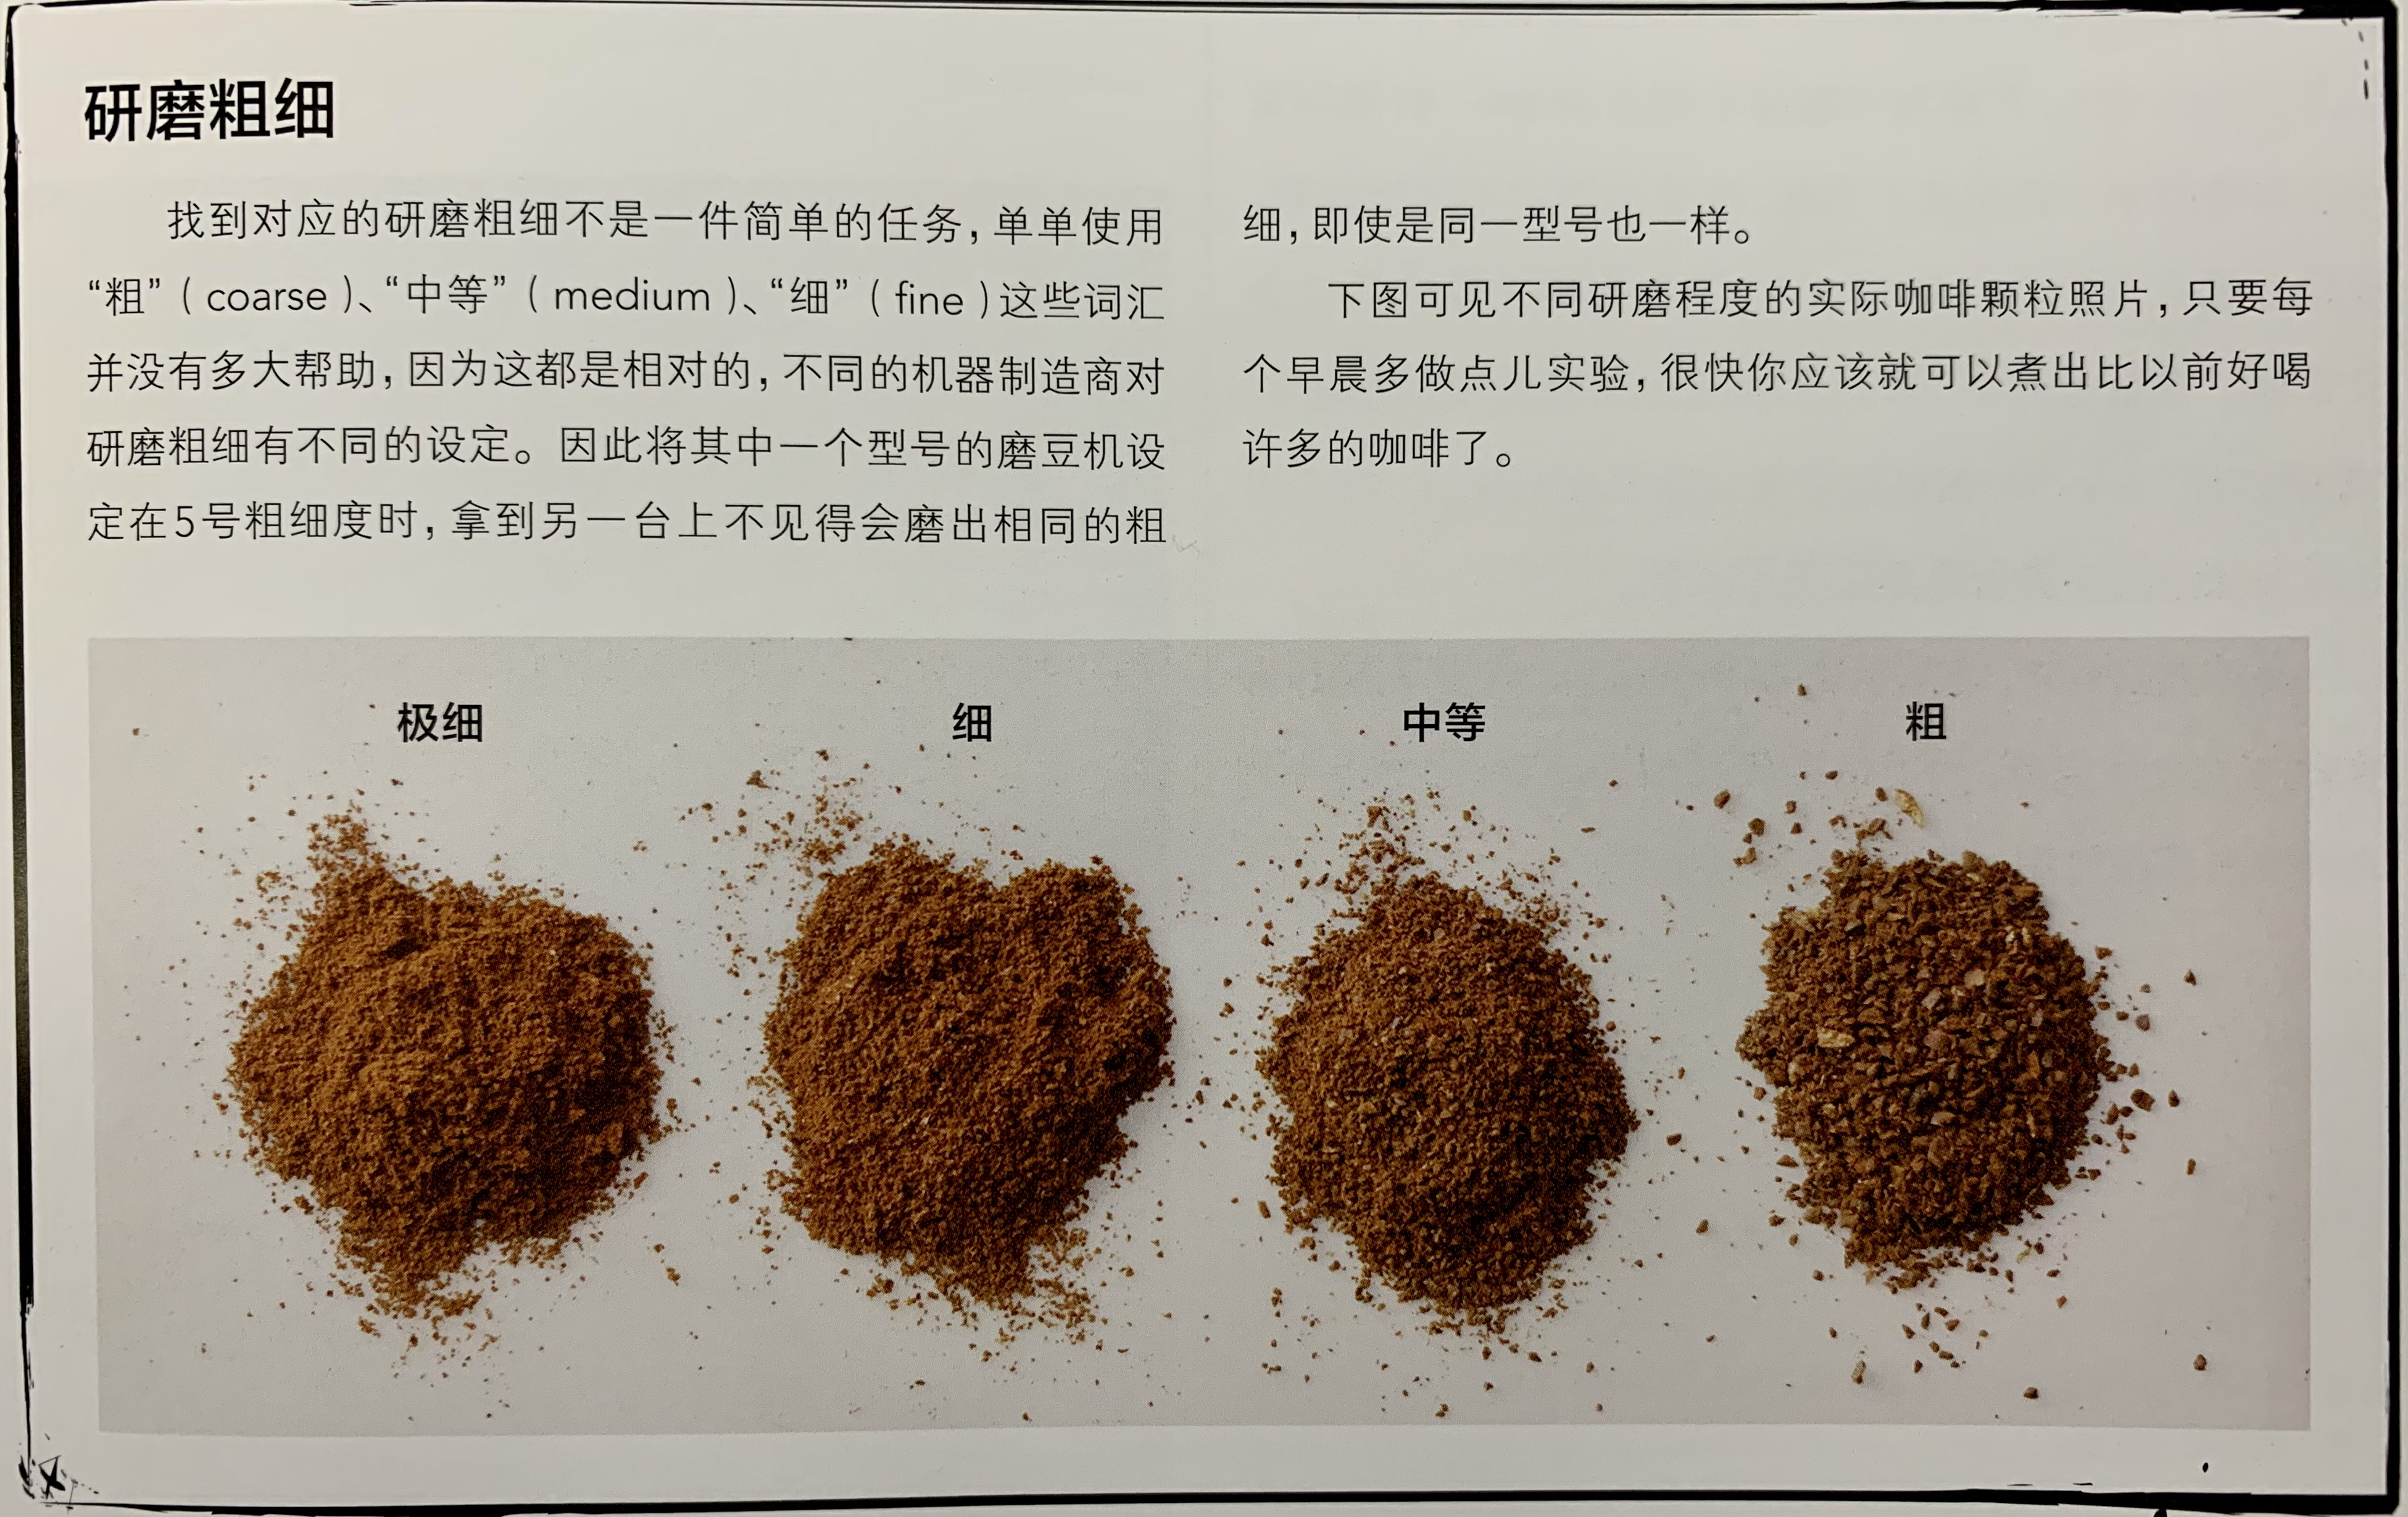 研磨粗细
找到对应的研磨粗细不是一件简单的任务，单单使用
“粗”（coarse）、“中等”（medium）、“细”（fine）这些词汇
并没有多大帮助，因为这都是相对的，不同的机器制造商对
研磨粗细有不同的设定。因此将其中一个型号的磨豆机设
定在5号粗细度时，拿到另一台上不见得会磨出相同的粗
细，即使是同一型号也一样。
下图可见不同研磨程度的实际咖啡颗粒照片，只要每
个早晨多做点儿实验，很快你应该就可以煮出比以前好喝
许多的咖啡了。
极细
细
中等
粗